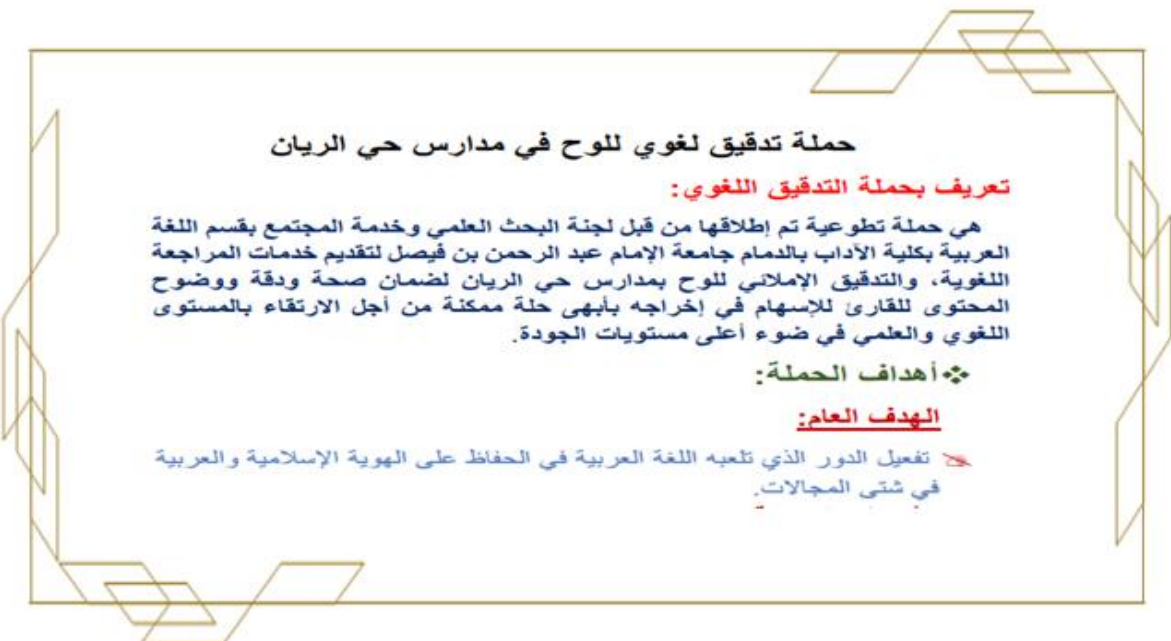 حملة تدقيق لغوي للوح في مدارس حي الريان
تعريف بحملة التدقيق اللغوي:
هي حملة تطوعية تم إطلاقها من قبل لجنة البحث العلمي وخدمة المجتمع بقسم اللغة
العربية بكلية الآداب بالدمام جامعة الإمام عبد الرحمن بن فيصل لتقديم خدمات المراجعة
اللغوية، والتدقيق الإملائي للوح بمدارس حي الريان لضمان صحة ودقة ووضوح
المحتوى للقارئ للإسهام في إخراجه بأبهى حلة ممكنة من أجل الارتقاء بالمستوى
اللغوي والعلمي في ضوء أعلى مستويات الجودة.
❖أهداف الحملة:
الهدف العام:
تفعيل الدور الذي تلعبه اللغة العربية في الحفاظ على الهوية الإسلامية والعربية
في شتى المجالات.